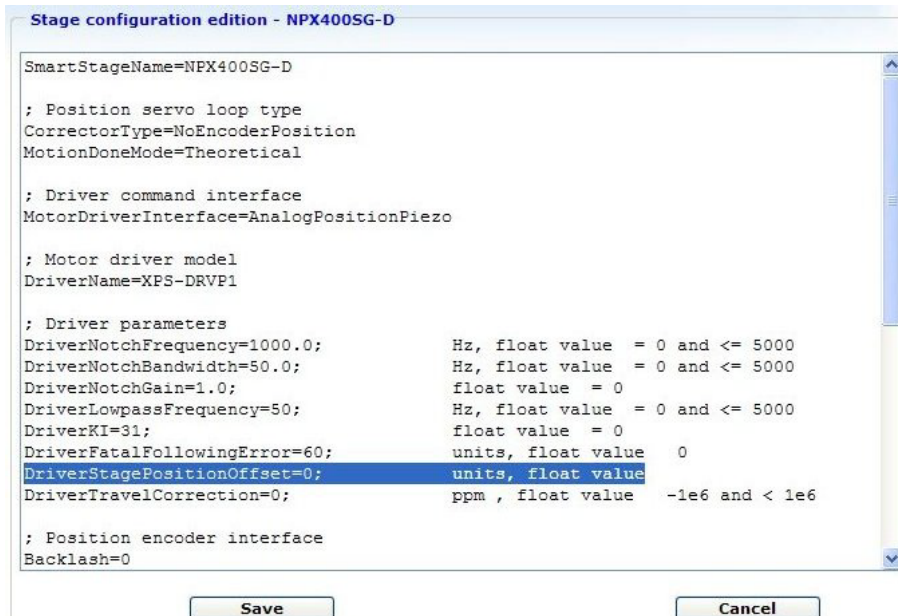 Stage configuration edition - NPX400SG-D
SmartStageName=NPX400SG-D
; Position servo loop type
CorrectorType=NoEncoderPosition
MotionDoneMode=Theoretical
; Driver command interface
MotorDriverInterface=AnalogPositionPiezo
; Motor driver model
DriverName=XPS-DRVP1
; Driver parameters
DriverNotchFrequency=1000.0; Hz, float value = 0 and <= 5000
DriverNotchBandwidth=50.0; Hz, float value = 0 and <= 5000
DriverNotchGain=1.0; float value = 0
DriverLowpassFrequency=50; Hz, float value = 0 and <= 5000
DriverKI=31; float value = 0
DriverFatalFollowingError=60; units, float value 0
DriverStagePositionOffset=0; units, float value
DriverTravelCorrection=0; ppm , float value -1e6 and < 1e6
; Position encoder interface
Backlash=0
Save Cancel